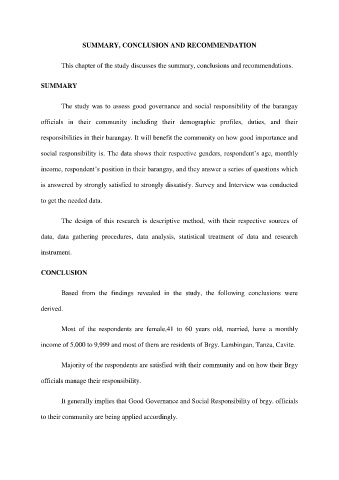 SUMMARY, CONCLUSION AND RECOMMENDATION
This chapter of the study discusses the summary, conclusions and recommendations.
SUMMARY
The study was to assess good governance and social responsibility of the barangay
officials in their community including their demographic profiles, duties, and their
responsibilities in their barangay. It will benefit the community on how good importance and
social responsibility is. The data shows their respective genders, respondent's age, monthly
income, respondent's position in their barangay, and they answer a series of questions which
is answered by strongly satisfied to strongly dissatisfy. Survey and Interview was conducted
to get the needed data.
The design of this research is descriptive method, with their respective sources of
data, data gathering procedures, data analysis, statistical treatment of data and research
instrument.
CONCLUSION
Based from the findings revealed in the study, the following conclusions were
derived.
Most of the respondents are female,41 to 60 years old, married, have a monthly
income of 5,000 to 9,999 and most of them are residents of Brgy. Lambingan, Tanza, Cavite.
Majority of the respondents are satisfied with their community and on how their Brgy
officials manage their responsibility.
It generally implies that Good Governance and Social Responsibility of brgy. officials
to their community are being applied accordingly.